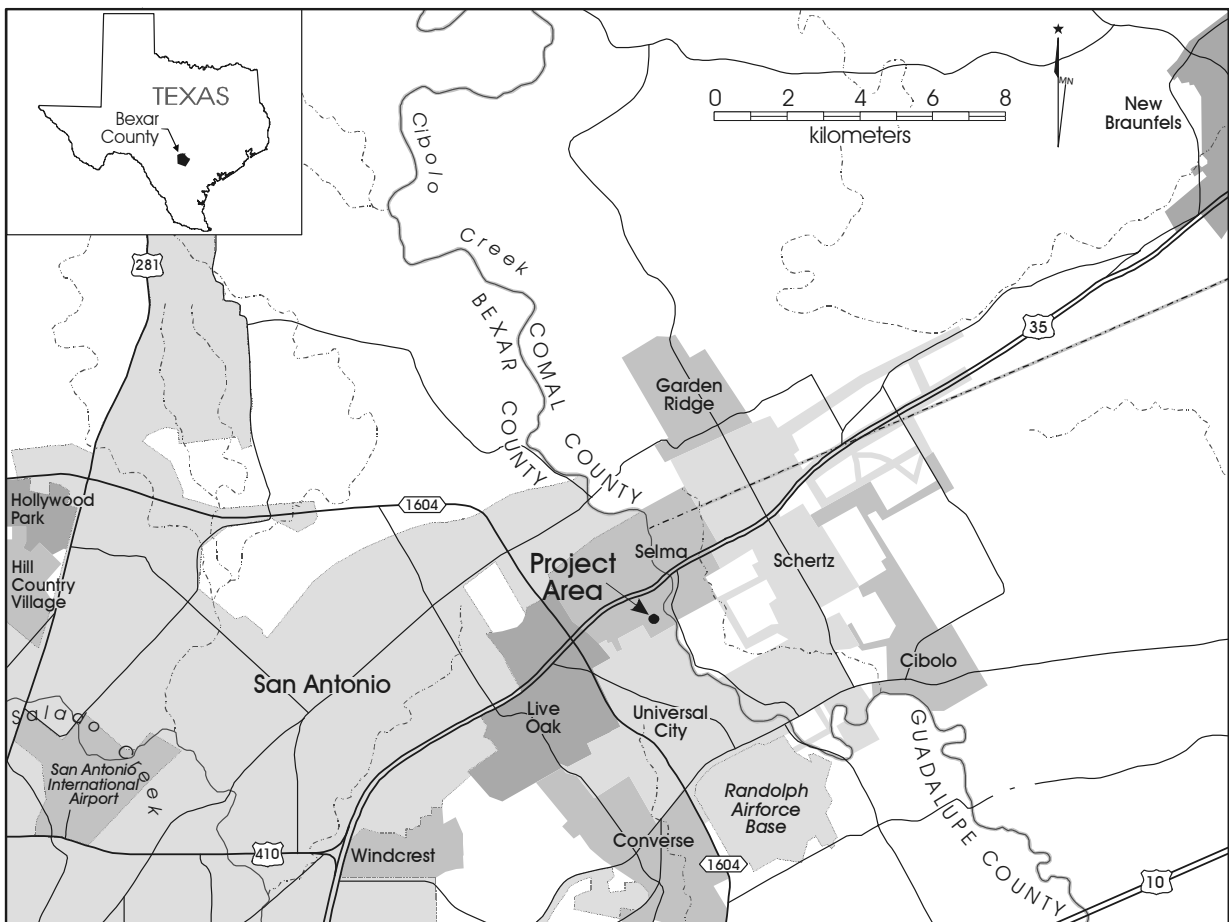 TEXAS
Bexar
County
0 2 4 6 8
kilometers
MN
New
Braunfels
Cibolo
Creek
BEXAR COUNTY
COMAL COUNTY
281
35
Garden
Ridge
Hollywood
Park
1604
Hill
Country
Village
Project
Area
Selma
Schertz
Cibolo
San Antonio
Live
Oak
Universal
City
Salado
Creek
San Antonio
International
Airport
Randolph
Airforce
Base
GUADALUPE COUNTY
Windcrest
Converse
410
1604
10